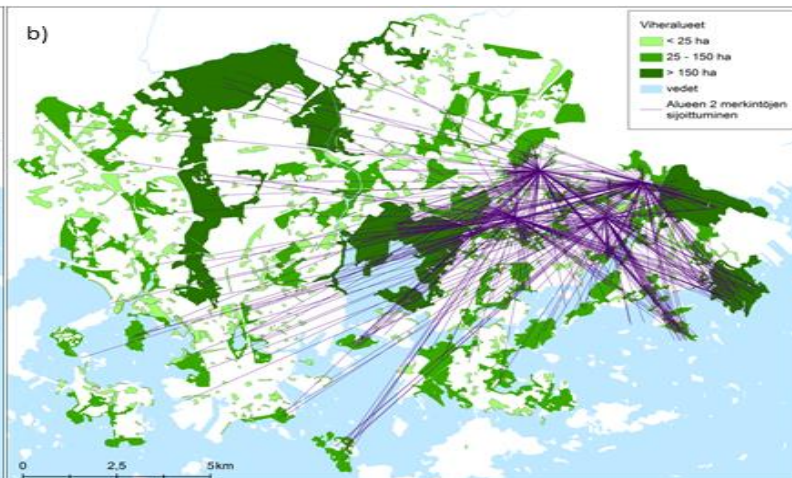 b)
Viheralueet
< 25 ha
25 - 150 ha
> 150 ha
vedet
Alueen 2 merkintöjen
sijoittuminen
0 2,5 5km